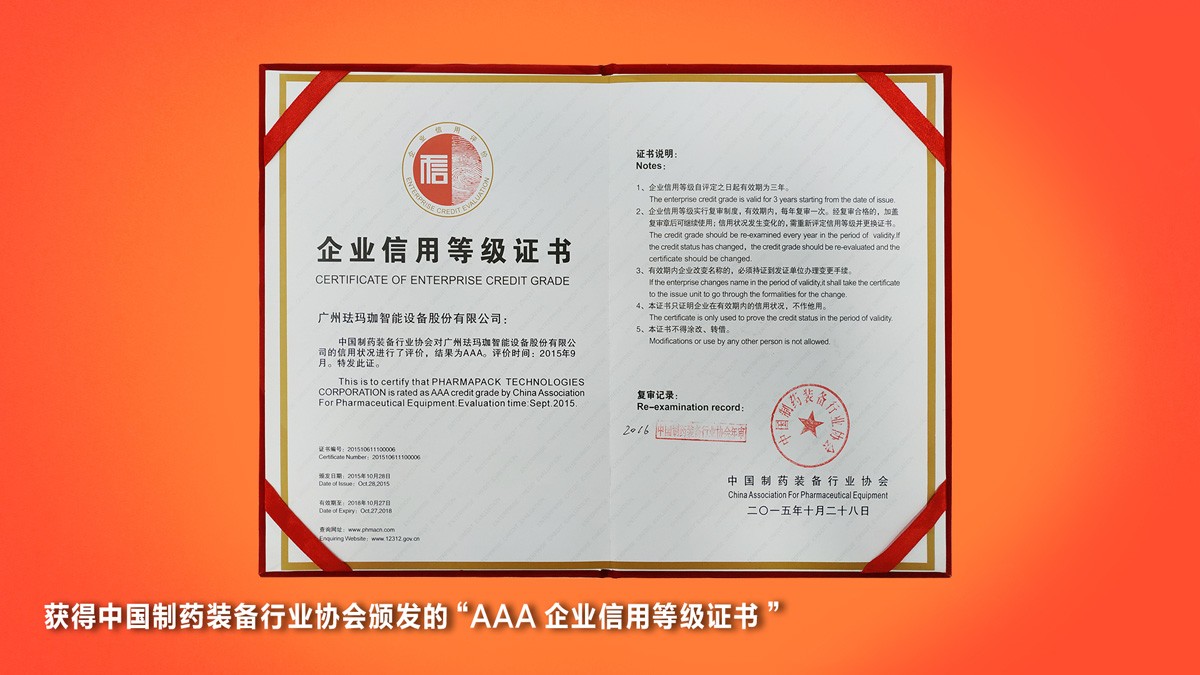 企业信用评价
ENTERPRISE CREDIT EVALUATION
信
企业信用等级证书
CERTIFICATE OF ENTERPRISE CREDIT GRADE
广州珐玛珈智能设备股份有限公司：
中国制药装备行业协会对广州珐玛珈智能设备股份有限公
司的信用状况进行了评价，结果为AAA。评价时间：2015年9
月。特发此证。
This is to certify that PHARMAPACK TECHNOLOGIES
CORPORATION is rated as AAA credit grade by China Association
For Pharmaceutical Equipment.Evaluation time:Sept.2015.
证书编号：201510611100006
Certificate Number：201510611100006
颁发日期：2015年10月28日
Date of Issue：Oct.28,2015
有效期至：2018年10月27日
Date of Expiry：Oct.27,2018
查询网址：www.phmacn.com
Enquiring Website：www.12312.gov.cn
证书说明：
Notes：
1、企业信用等级自评定之日起有效期为三年。
The enterprise credit grade is valid for 3 years starting from the date of issue.
2、企业信用等级实行复审制度，有效期内，每年复审一次。经复审合格的，加盖
复审章后可继续使用；信用状况发生变化的，需重新评定信用等级并更换证书。
The credit grade should be re-examined every year in the period of validity.If
the credit status has changed，the credit grade should be re-evaluated and the
certificate should be changed.
3、有效期内企业改变名称的，必须持证到发证单位办理变更手续。
If the enterprise changes name in the period of validity,it shall take the certificate
to the issue unit to go through the formalities for the change.
4、本证书只证明企业在有效期内的信用状况，不作他用。
The certificate is only used to prove the credit status in the period of validity.
5、本证书不得涂改、转借。
Modifications or use by any other person is not allowed.
复审记录：
Re-examination record：
2016 中国制药装备行业协会年审
中国制药装备行业协会
中国制药装备行业协会
China Association For Pharmaceutical Equipment
二〇一五年十月二十八日
获得中国制药装备行业协会颁发的“AAA 企业信用等级证书 ”